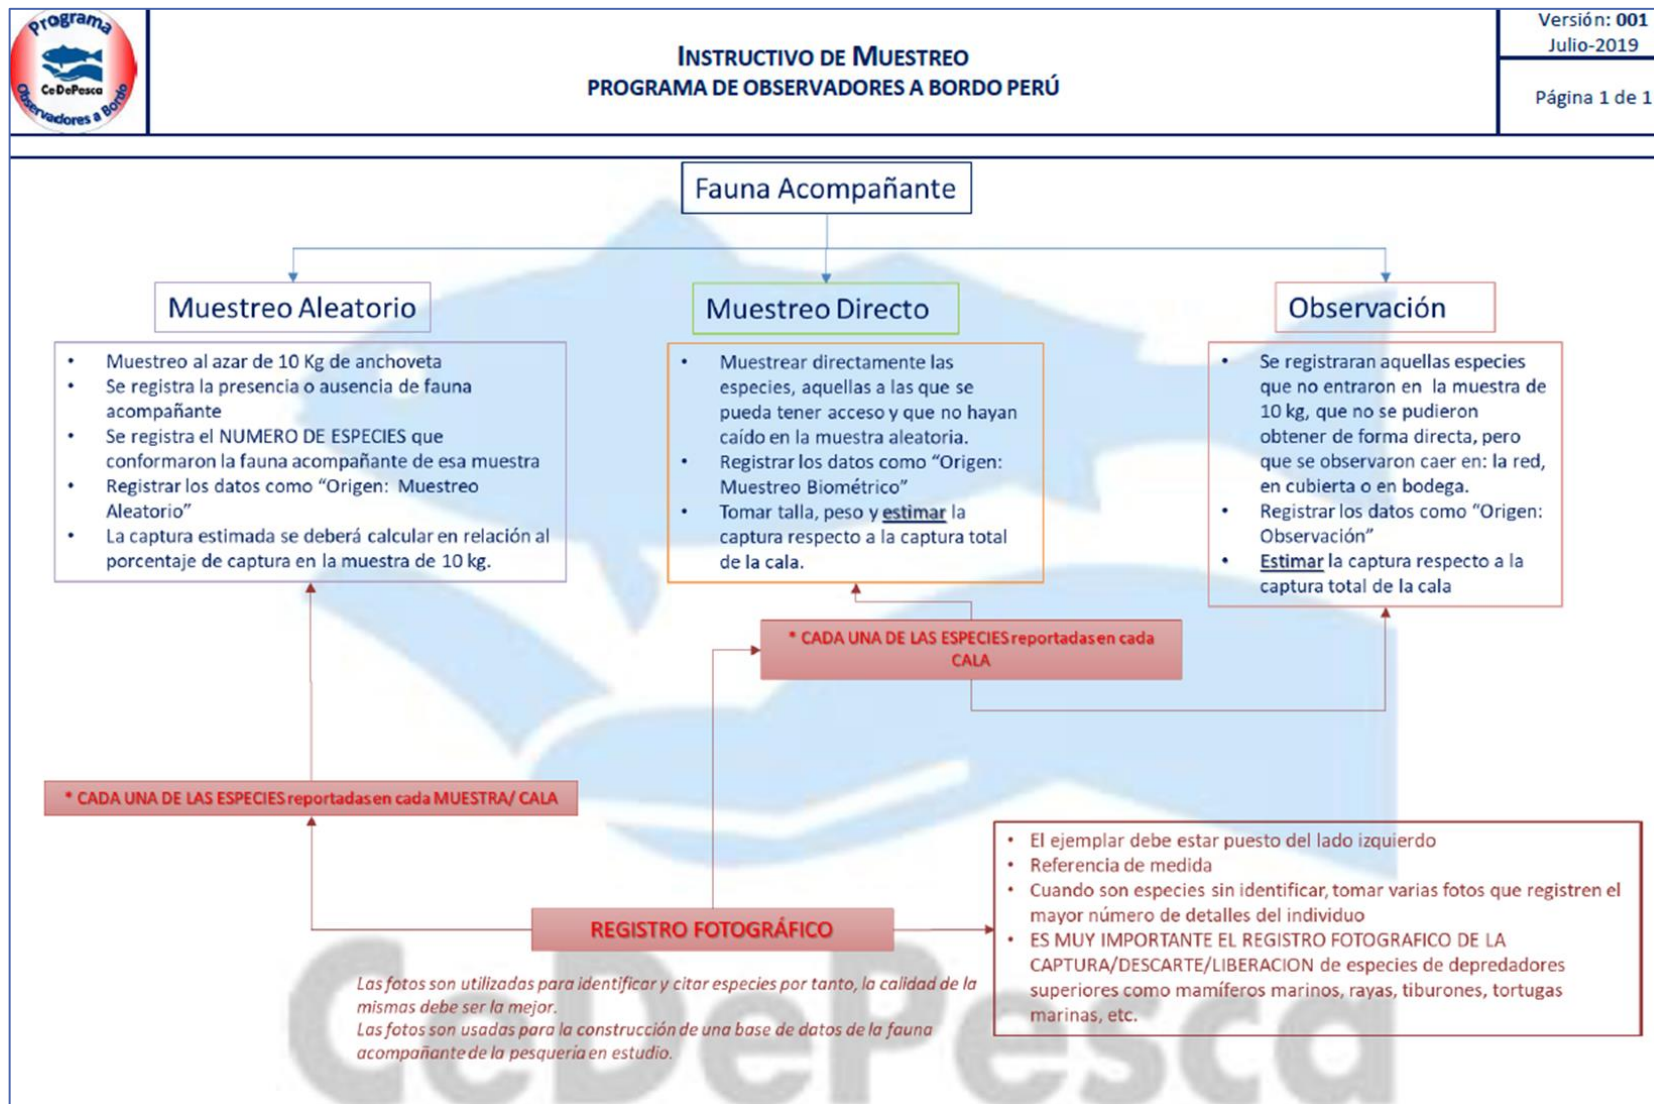 Programa
CeDePesca
Observadores a Bordo
INSTRUCTIVO DE MUESTREO
PROGRAMA DE OBSERVADORES A BORDO PERÚ
Versión: 001
Julio-2019
Página 1 de 1
Fauna Acompañante
Muestreo Aleatorio
• Muestreo al azar de 10 Kg de anchoveta
• Se registra la presencia o ausencia de fauna
acompañante
• Se registra el NUMERO DE ESPECIES que
conformaron la fauna acompañante de esa muestra
• Registrar los datos como “Origen: Muestreo
Aleatorio”
• La captura estimada se deberá calcular en relación al
porcentaje de captura en la muestra de 10 kg.
Muestreo Directo
• Muestrear directamente las
especies, aquellas a las que se
pueda tener acceso y que no hayan
caído en la muestra aleatoria.
• Registrar los datos como “Origen:
Muestreo Biométrico”
• Tomar talla, peso y estimar la
captura respecto a la captura total
de la cala.
Observación
• Se registraran aquellas especies
que no entraron en la muestra de
10 kg, que no se pudieron
obtener de forma directa, pero
que se observaron caer en: la red,
en cubierta o en bodega.
• Registrar los datos como “Origen:
Observación”
• Estimar la captura respecto a la
captura total de la cala
* CADA UNA DE LAS ESPECIES reportadas en cada
CALA
* CADA UNA DE LAS ESPECIES reportadas en cada MUESTRA/ CALA
REGISTRO FOTOGRÁFICO
Las fotos son utilizadas para identificar y citar especies por tanto, la calidad de la
mismas debe ser la mejor.
Las fotos son usadas para la construcción de una base de datos de la fauna
acompañante de la pesquería en estudio.
• El ejemplar debe estar puesto del lado izquierdo
• Referencia de medida
• Cuando son especies sin identificar, tomar varias fotos que registren el
mayor número de detalles del individuo
• ES MUY IMPORTANTE EL REGISTRO FOTOGRAFICO DE LA
CAPTURA/DESCARTE/LIBERACION de especies de depredadores
superiores como mamíferos marinos, rayas, tiburones, tortugas
marinas, etc.
CeDePesca